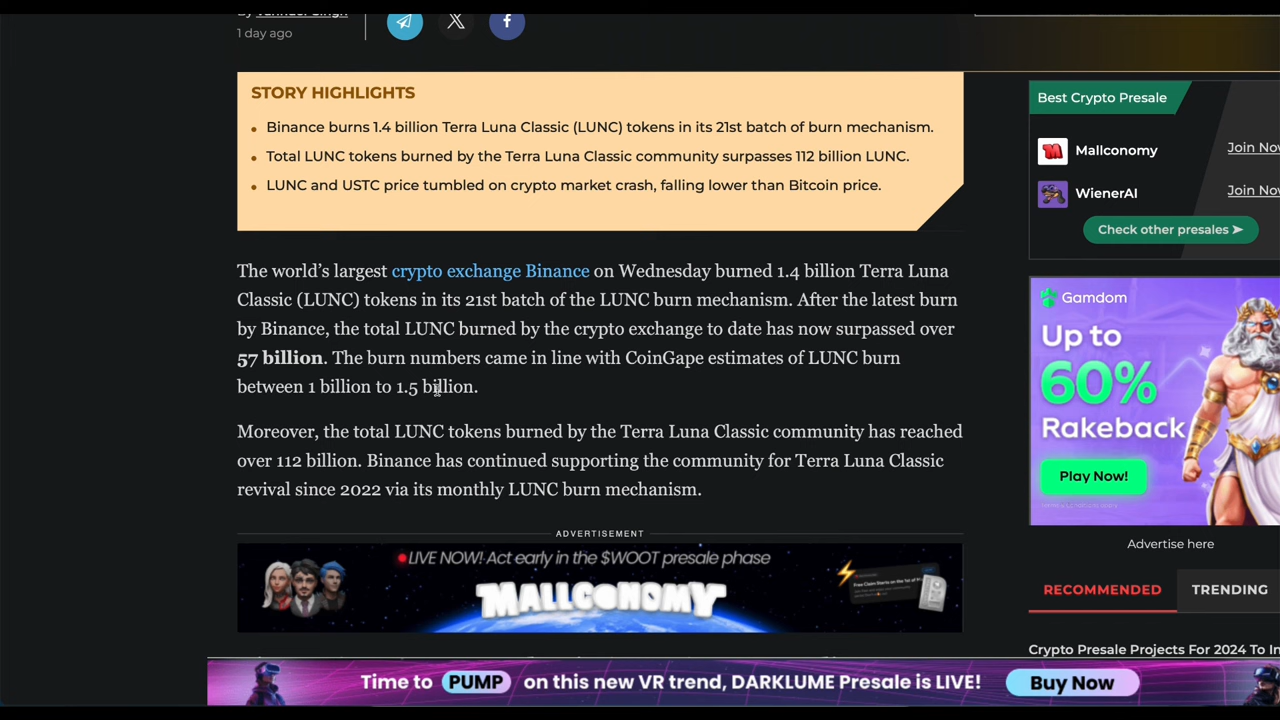 1 day ago
STORY HIGHLIGHTS
Binance burns 1.4 billion Terra Luna Classic (LUNC) tokens in its 21st batch of burn mechanism.
Total LUNC tokens burned by the Terra Luna Classic community surpasses 112 billion LUNC.
LUNC and USTC price tumbled on crypto market crash, falling lower than Bitcoin price.
The world’s largest crypto exchange Binance on Wednesday burned 1.4 billion Terra Luna
Classic (LUNC) tokens in its 21st batch of the LUNC burn mechanism. After the latest burn
by Binance, the total LUNC burned by the crypto exchange to date has now surpassed over
57 billion. The burn numbers came in line with CoinGape estimates of LUNC burn
between 1 billion to 1.5 billion.
Moreover, the total LUNC tokens burned by the Terra Luna Classic community has reached
over 112 billion. Binance has continued supporting the community for Terra Luna Classic
revival since 2022 via its monthly LUNC burn mechanism.
ADVERTISEMENT
LIVE NOW! Act early in the $WOOT presale phase
MALLCONOMY
Best Crypto Presale
Mallconomy
Join No
WienerAI
Join No
Check other presales ➤
Gamdom
Up to
60%
Rakeback
Play Now!
Advertise here
RECOMMENDED
TRENDING
Crypto Presale Projects For 2024 To In
Time to PUMP on this new VR trend, DARKLUME Presale is LIVE!
Buy Now